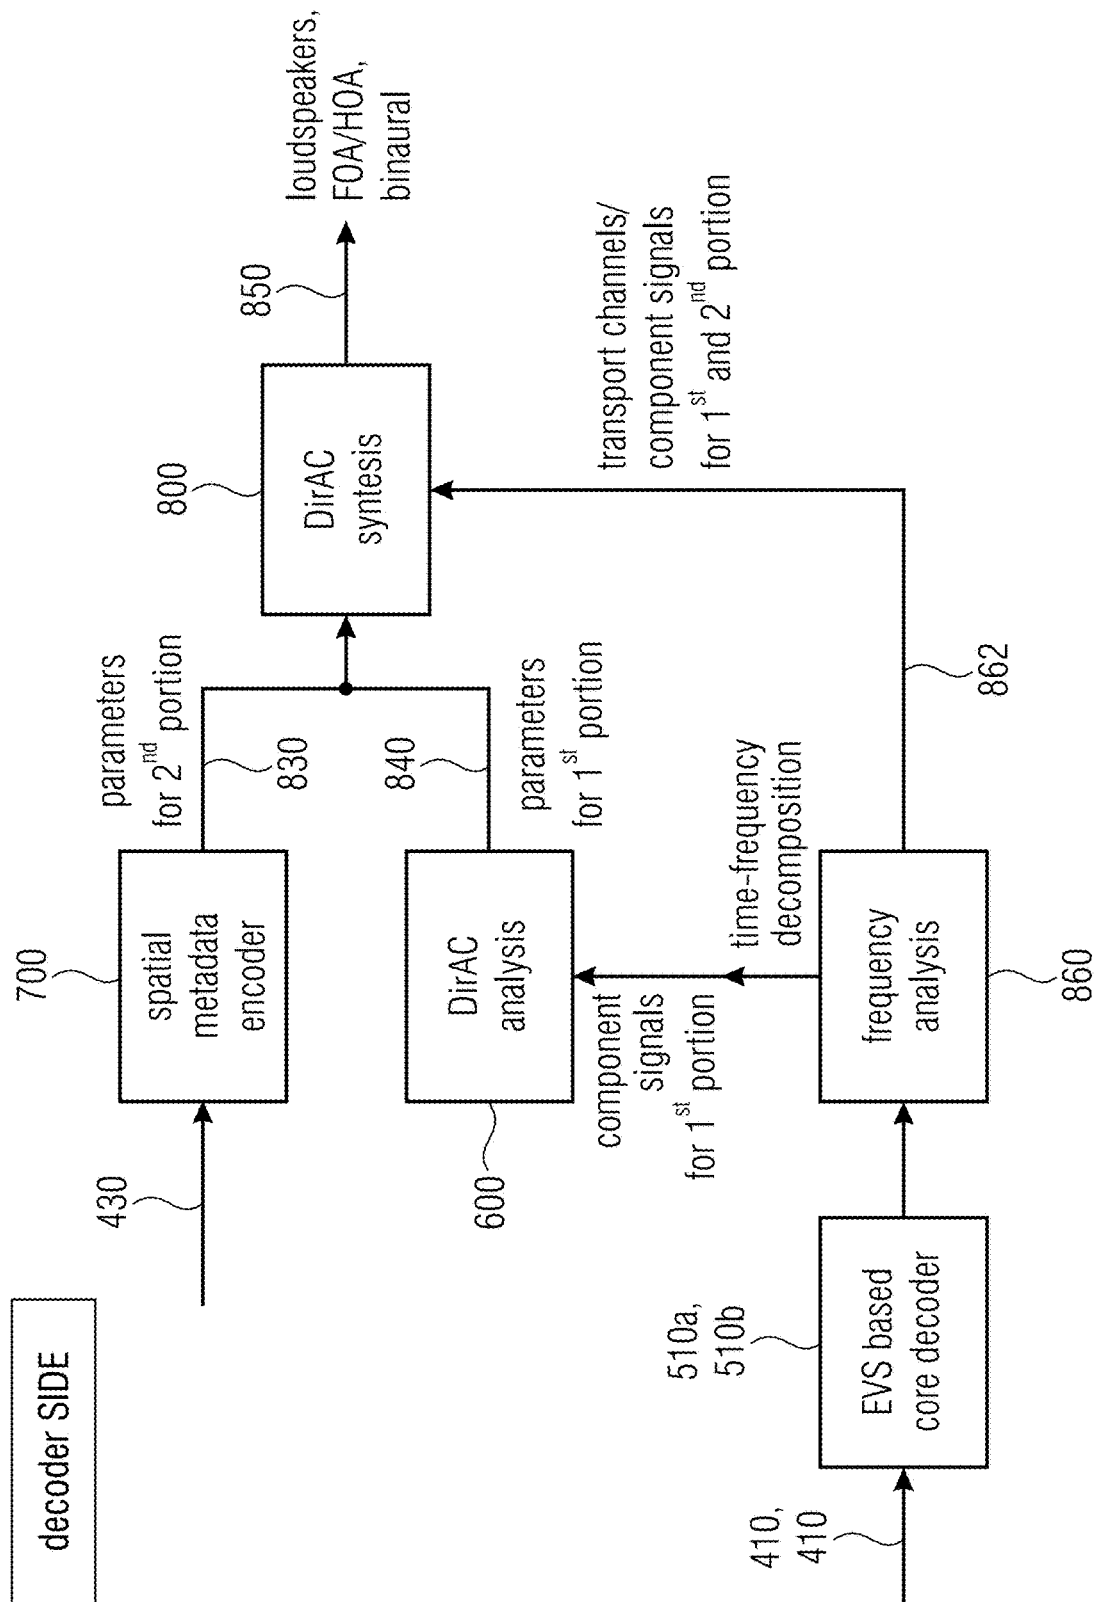 decoder SIDE
430
700
spatial
metadata
encoder
parameters
for 2nd portion
830
840
parameters
for 1st portion
600
DirAC
analysis
component
signals
for 1st portion
time-frequency
decomposition
410,
410
510a,
510b
EVS based
core decoder
frequency
analysis
860
862
transport channels/
component signals
for 1st and 2nd portion
800
DirAC
syntesis
850
loudspeakers,
FOA/HOA,
binaural